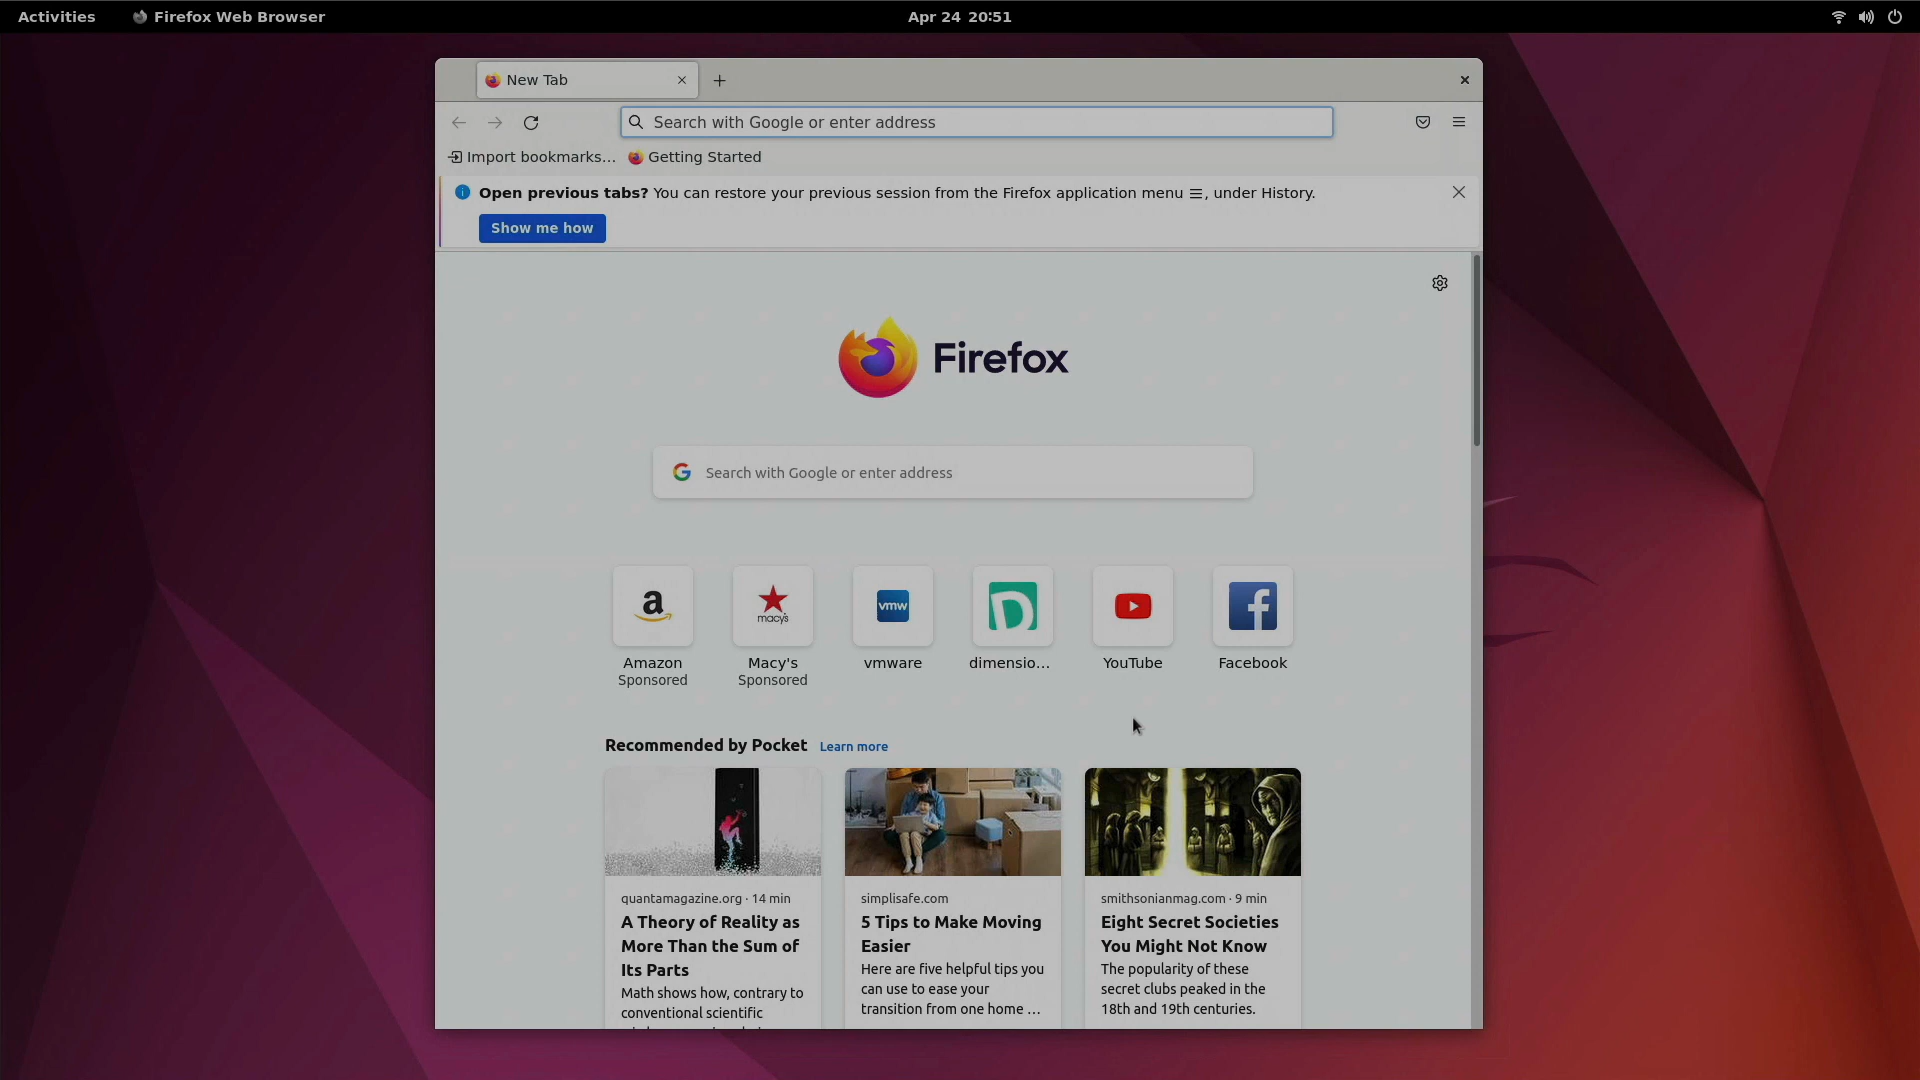 Activities Firefox Web Browser Apr 24 20:51
New Tab
Search with Google or enter address
Import bookmarks... Getting Started
Open previous tabs? You can restore your previous session from the Firefox application menu ☰, under History.
Show me how
Firefox
Search with Google or enter address
a macy's vmw D f
Amazon Macy's vmware dimensio... YouTube Facebook
Sponsored Sponsored
Recommended by Pocket Learn more
quantamagazine.org · 14 min
A Theory of Reality as
More Than the Sum of
Its Parts
Math shows how, contrary to
conventional scientific
simplisafe.com
5 Tips to Make Moving
Easier
Here are five helpful tips you
can use to ease your
transition from one home ...
smithsonianmag.com · 9 min
Eight Secret Societies
You Might Not Know
The popularity of these
secret clubs peaked in the
18th and 19th centuries.